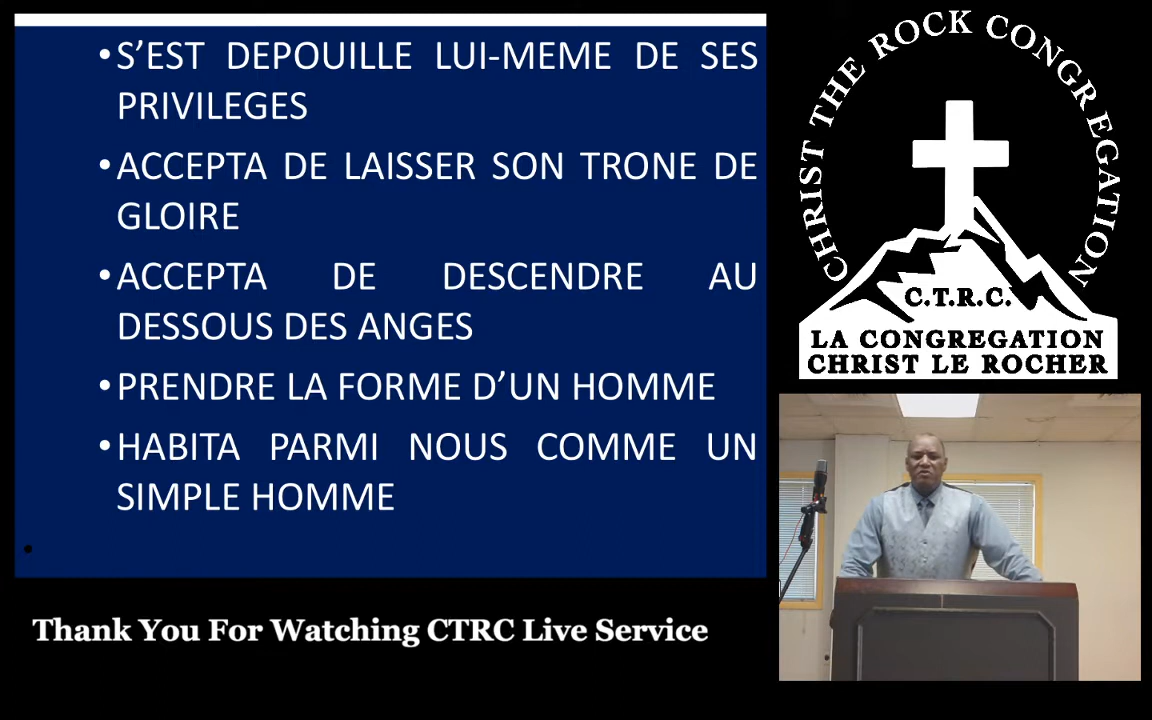 •S’EST DEPOUILLE LUI-MEME DE SES
PRIVILEGES
•ACCEPTA DE LAISSER SON TRONE DE
GLOIRE
•ACCEPTA DE DESCENDRE AU
DESSOUS DES ANGES
•PRENDRE LA FORME D’UN HOMME
•HABITA PARMI NOUS COMME UN
SIMPLE HOMME
•
Thank You For Watching CTRC Live Service
CHRIST THE ROCK CONGREGATION
C.T.R.C.
LA CONGREGATION
CHRIST LE ROCHER